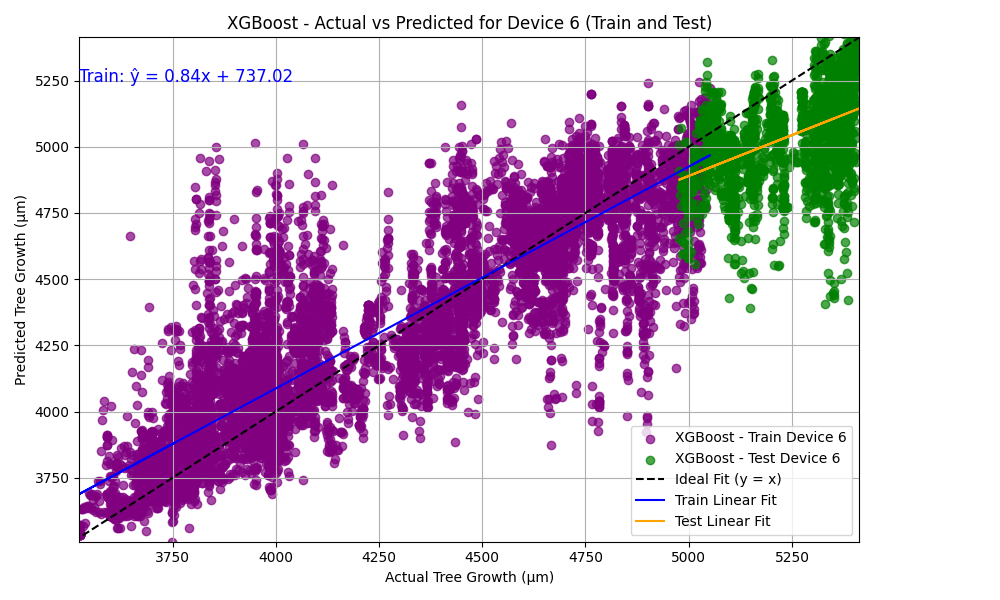 XGBoost - Actual vs Predicted for Device 6 (Train and Test)
Train: ŷ = 0.84x + 737.02
Predicted Tree Growth (μm)
5250
5000
4750
4500
4250
4000
3750
XGBoost - Train Device 6
XGBoost - Test Device 6
Ideal Fit (y = x)
Train Linear Fit
Test Linear Fit
3750 4000 4250 4500 4750 5000 5250
Actual Tree Growth (μm)